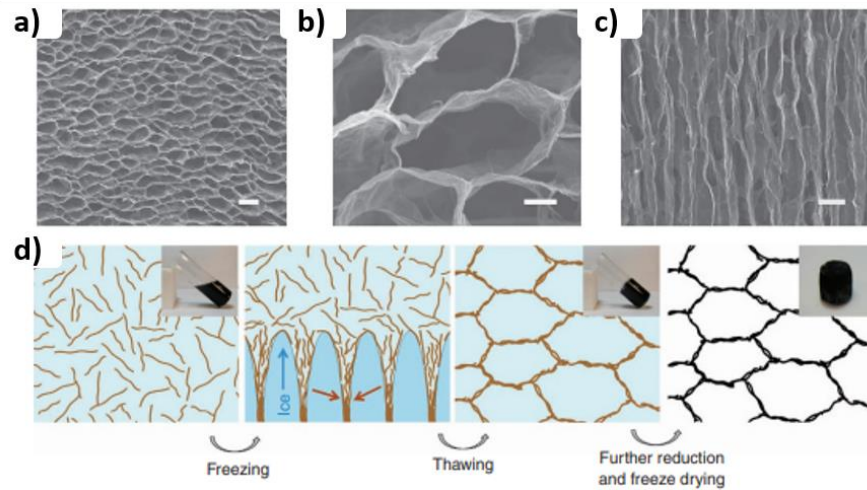 a)
b)
c)
d)
Ice
Freezing
Thawing
Further reduction
and freeze drying